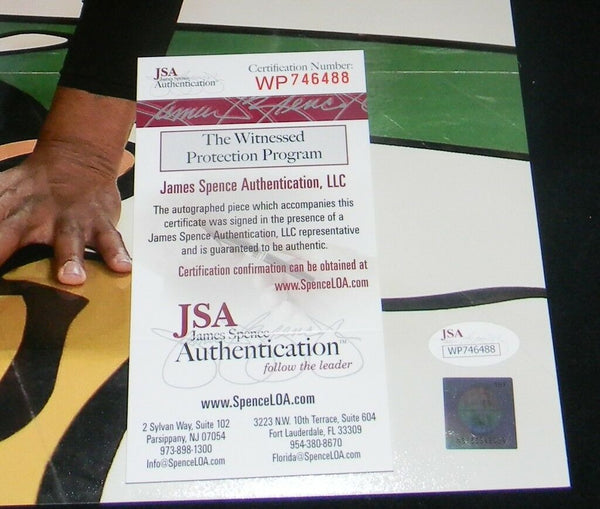 JSA
Authentication™
Certification Number:
WP746488
The Witnessed
Protection Program
James Spence Authentication, LLC
The autographed piece which accompanies this
certificate was signed in the presence of a
James Spence Authentication, LLC representative
and is guaranteed to be authentic.
Certification confirmation can be obtained at
www.SpenceLOA.com
JSA
James Spence
Authentication™
follow the leader
www.SpenceLOA.com
2 Sylvan Way, Suite 102
Parsippany, NJ 07054
973-898-1300
Info@SpenceLOA.com
3223 N.W. 10th Terrace, Suite 604
Fort Lauderdale, FL 33309
954-380-8670
Florida@SpenceLOA.com
JSA
WP746488